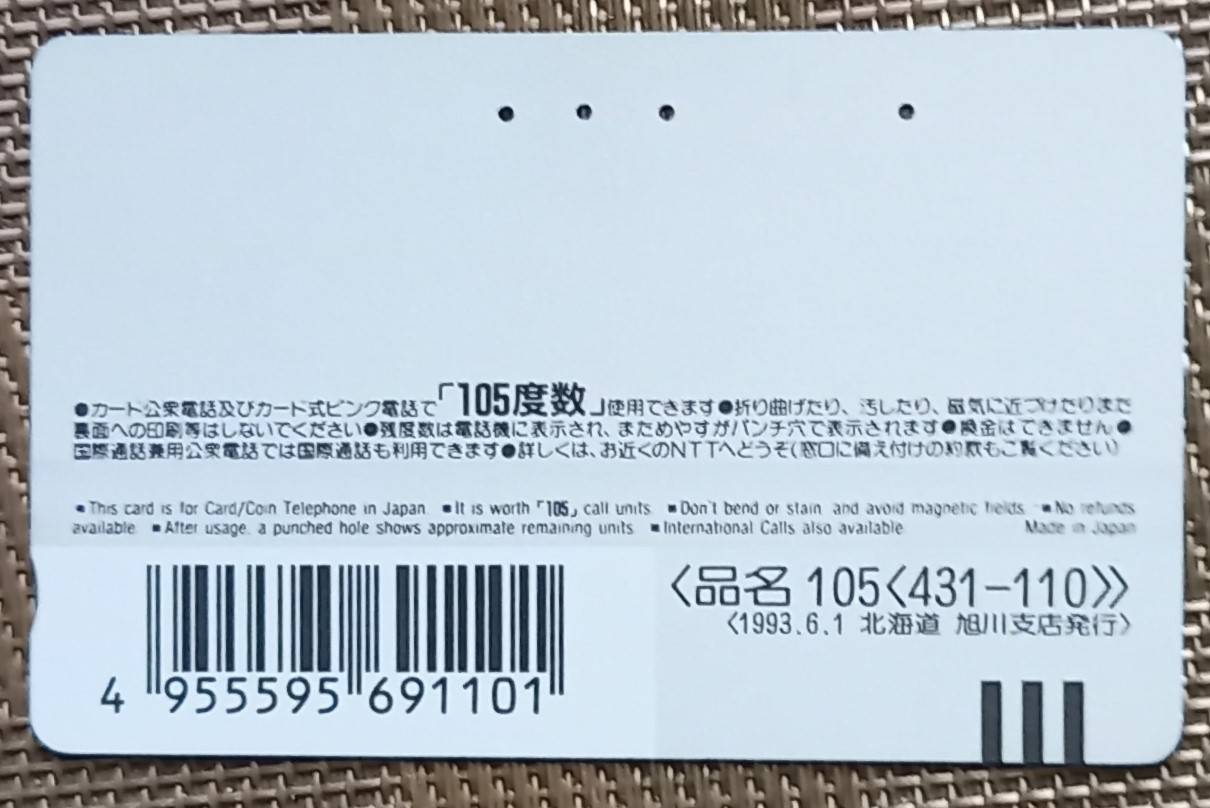 ●カード公衆電話及びカード式ピンク電話で「105度数」使用できます●折り曲げたり、汚したり、磁気に近づけたりまた
裏面への印刷等はしないでください●残度数は電話機に表示され、まためやすがパンチ穴で表示されます●換金はできません●
国際通話兼用公衆電話では国際通話も利用できます●詳しくは、お近くのNTTへどうぞ(窓口に備え付けの約款もご覧ください)
■This card is for Card/Coin Telephone in Japan ■It is worth「105」call units ■Don't bend or stain and avoid magnetic fields ■No refunds
available ■After usage, a punched hole shows approximate remaining units ■International Calls also available Made in Japan
〈品名 105〈431-110〉〉
〈1993.6.1 北海道 旭川支店発行〉
4 955595 691101